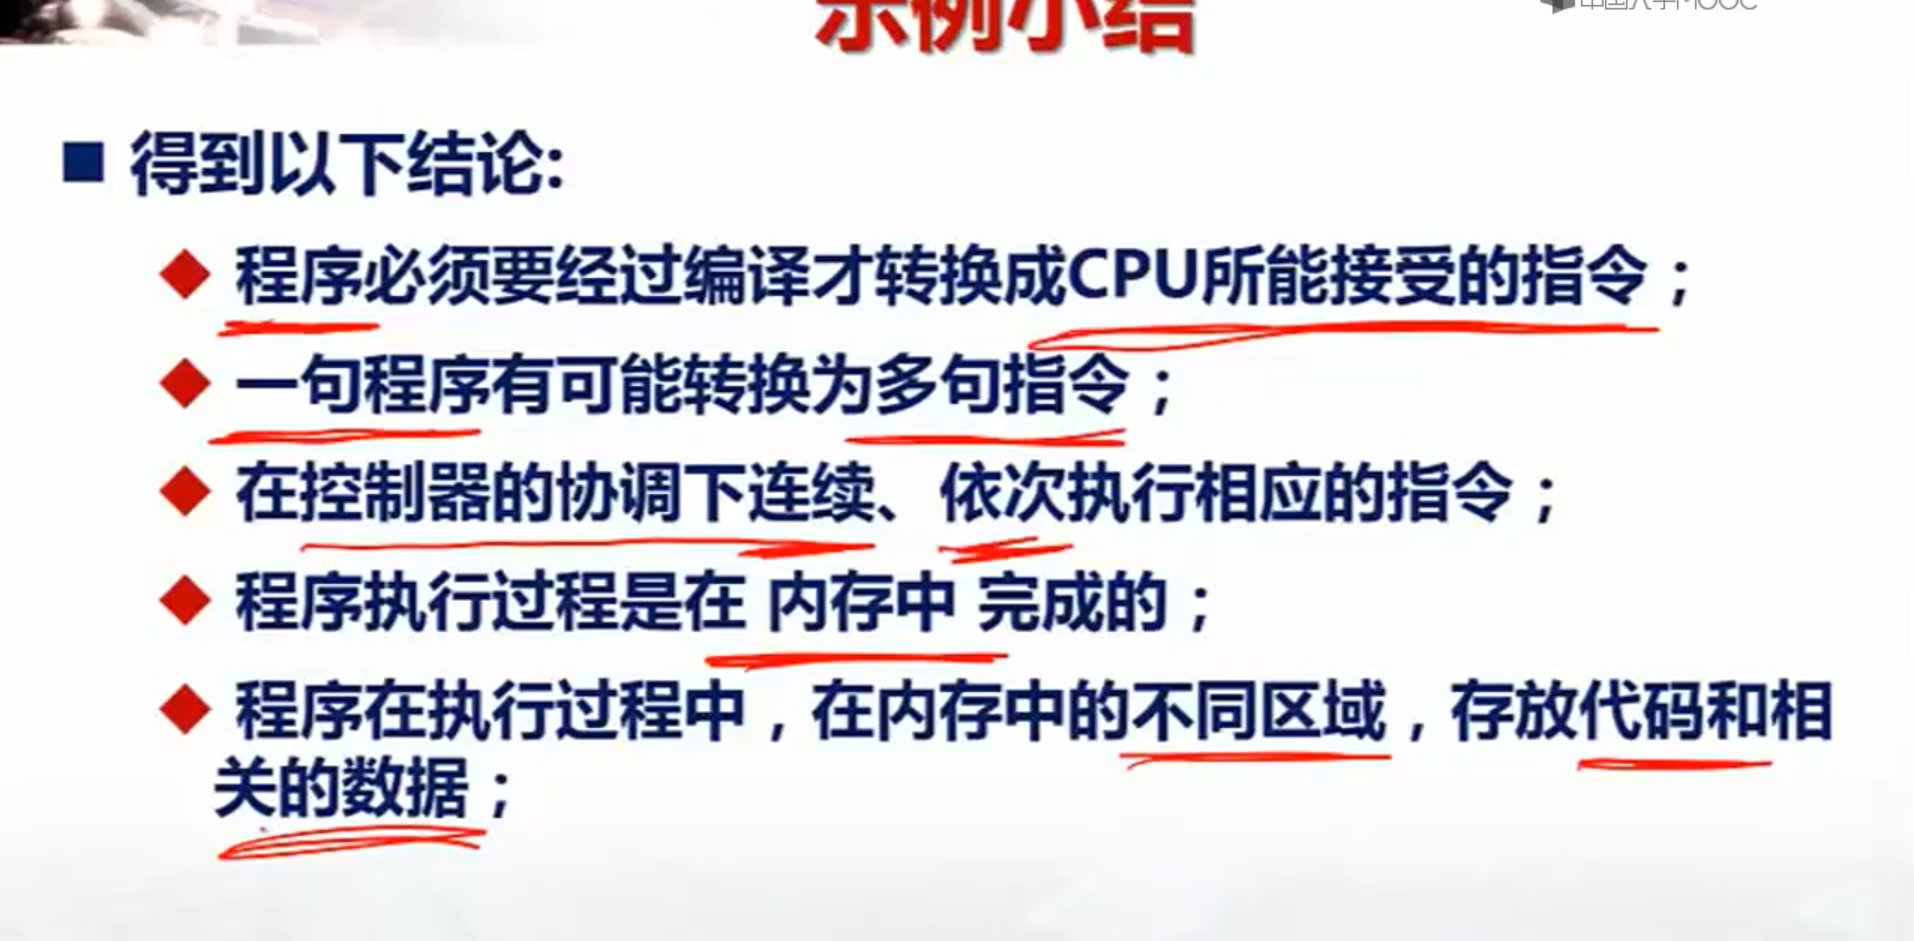 示例小结
中国大学MOOC
得到以下结论:
程序必须要经过编译才转换成CPU所能接受的指令；
一句程序有可能转换为多句指令；
在控制器的协调下连续、依次执行相应的指令；
程序执行过程是在 内存中 完成的；
程序在执行过程中，在内存中的不同区域，存放代码和相
关的数据；